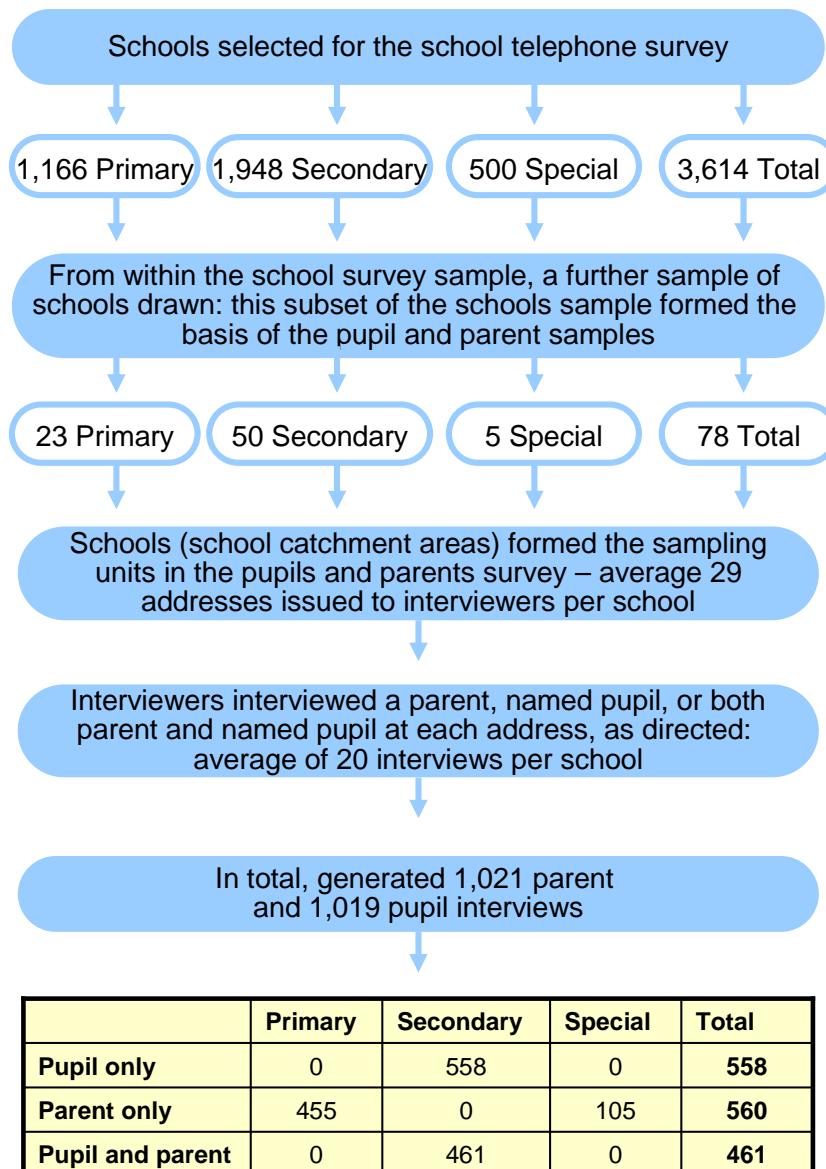 Schools selected for the school telephone survey
1,166 Primary 1,948 Secondary 500 Special 3,614 Total
From within the school survey sample, a further sample of
schools drawn: this subset of the schools sample formed the
basis of the pupil and parent samples
23 Primary 50 Secondary 5 Special 78 Total
Schools (school catchment areas) formed the sampling
units in the pupils and parents survey – average 29
addresses issued to interviewers per school
Interviewers interviewed a parent, named pupil, or both
parent and named pupil at each address, as directed:
average of 20 interviews per school
In total, generated 1,021 parent
and 1,019 pupil interviews
Primary Secondary Special Total
Pupil only 0 558 0 558
Parent only 455 0 105 560
Pupil and parent 0 461 0 461